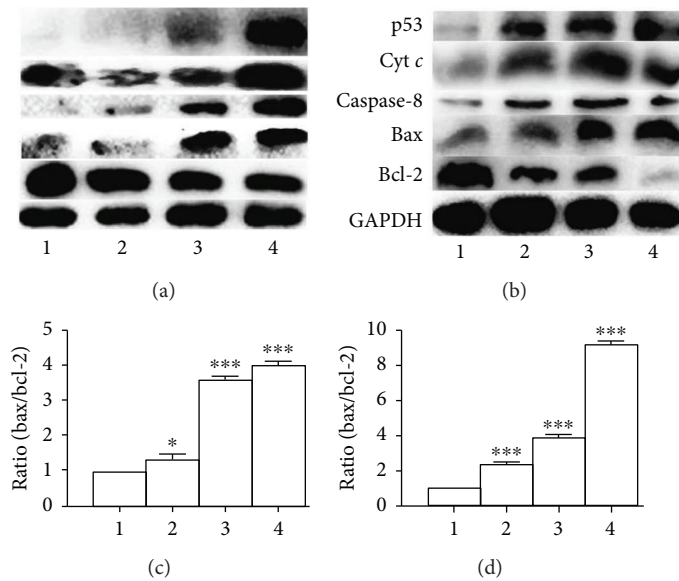 p53
Cyt c
Caspase-8
Bax
Bcl-2
GAPDH
1 2 3 4
(a)
1 2 3 4
(b)
Ratio (bax/bcl-2)
5
4
3
2
1
0
*
***
***
1 2 3 4
(c)
Ratio (bax/bcl-2)
10
8
6
4
2
0
***
***
***
1 2 3 4
(d)